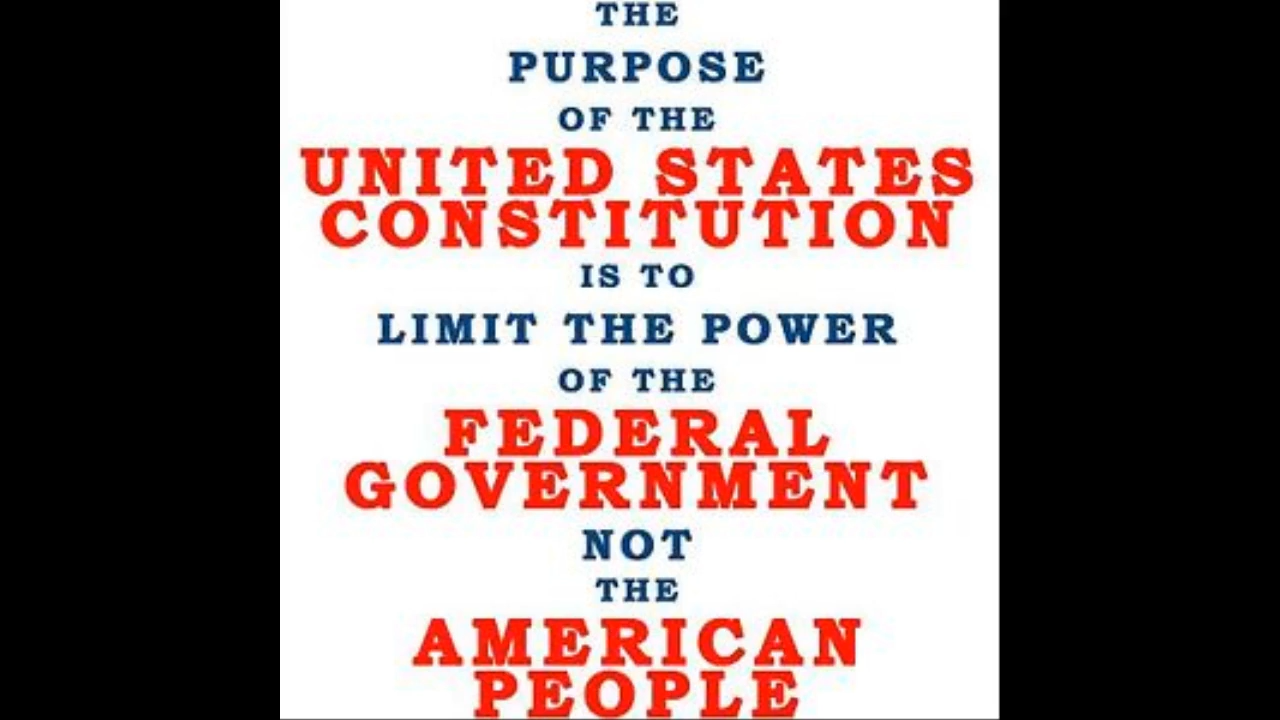 THE
PURPOSE
OF THE
UNITED STATES
CONSTITUTION
IS TO
LIMIT THE POWER
OF THE
FEDERAL
GOVERNMENT
NOT
THE
AMERICAN
PEOPLE